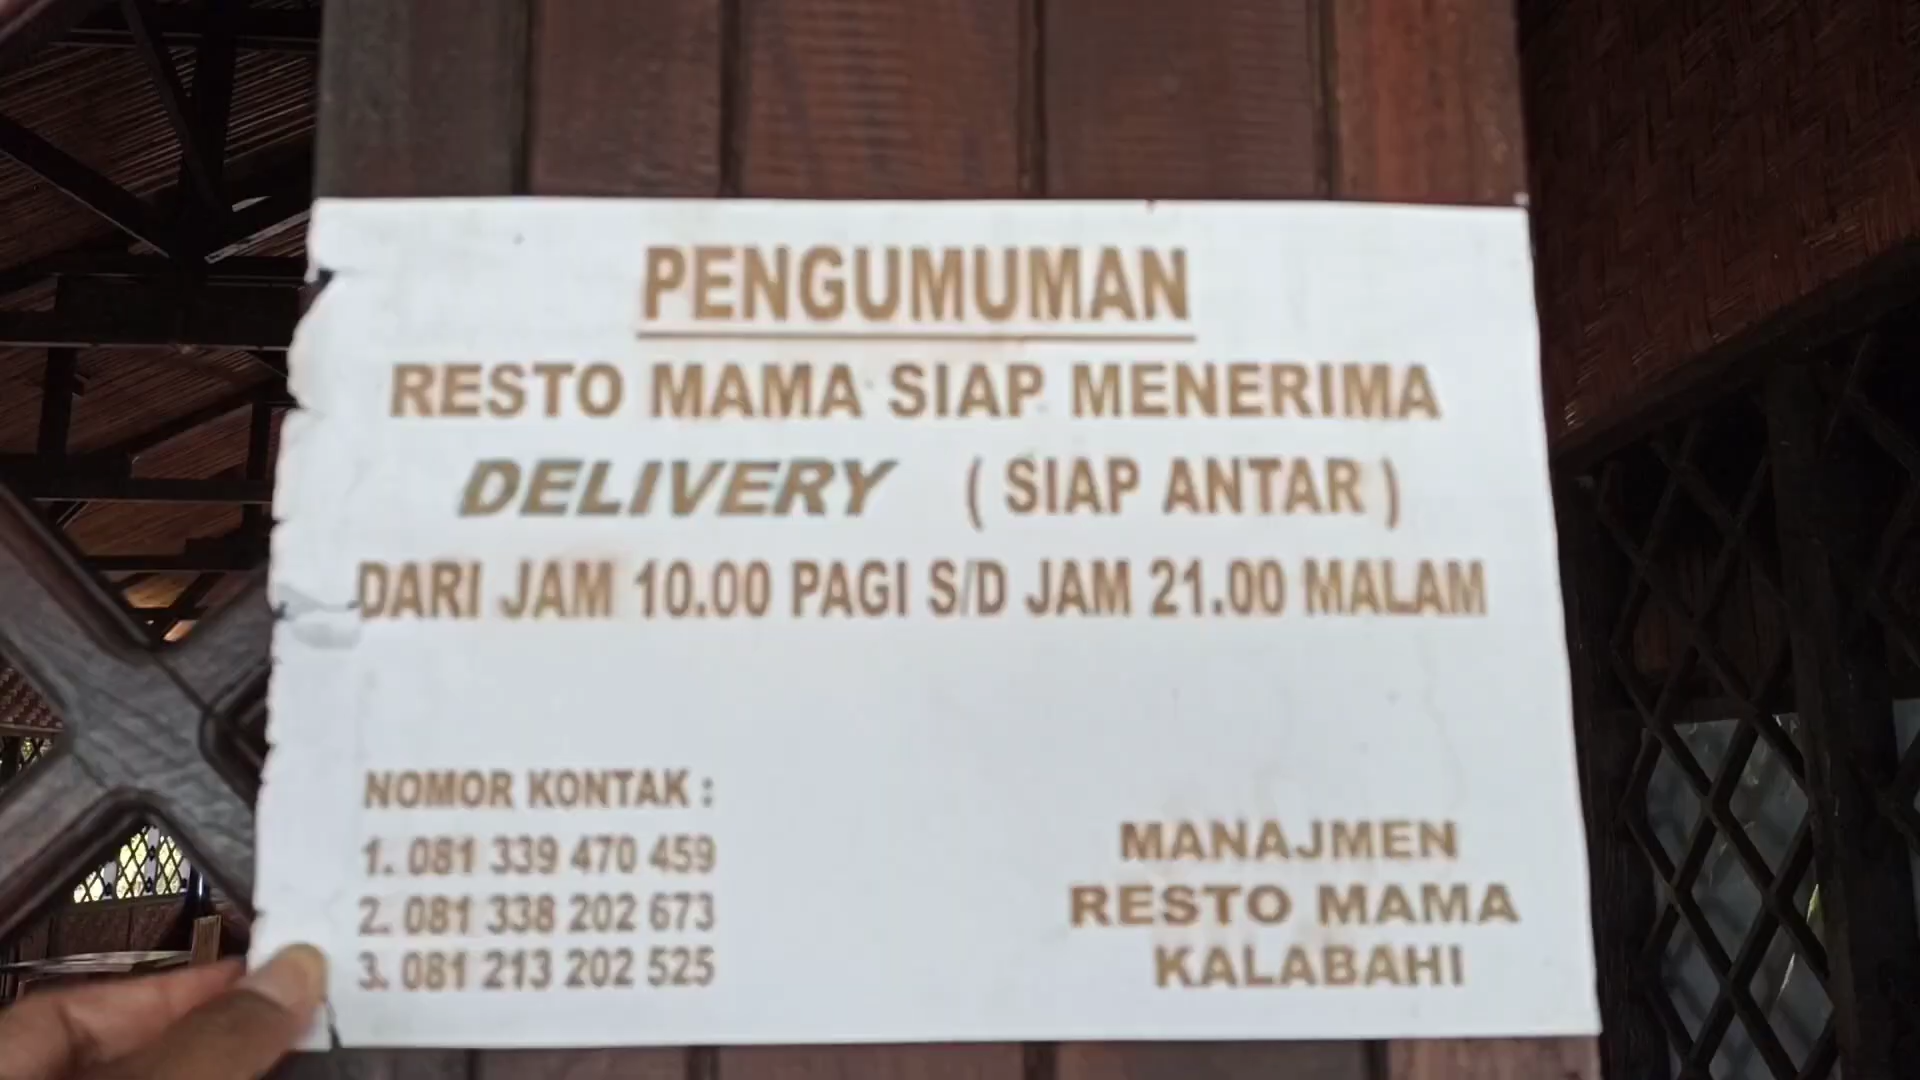 PENGUMUMAN
RESTO MAMA SIAP MENERIMA
DELIVERY ( SIAP ANTAR )
DARI JAM 10.00 PAGI S/D JAM 21.00 MALAM
NOMOR KONTAK :
1. 081 339 470 459
2. 081 338 202 673
3. 081 213 202 525
MANAJMEN
RESTO MAMA
KALABAHI